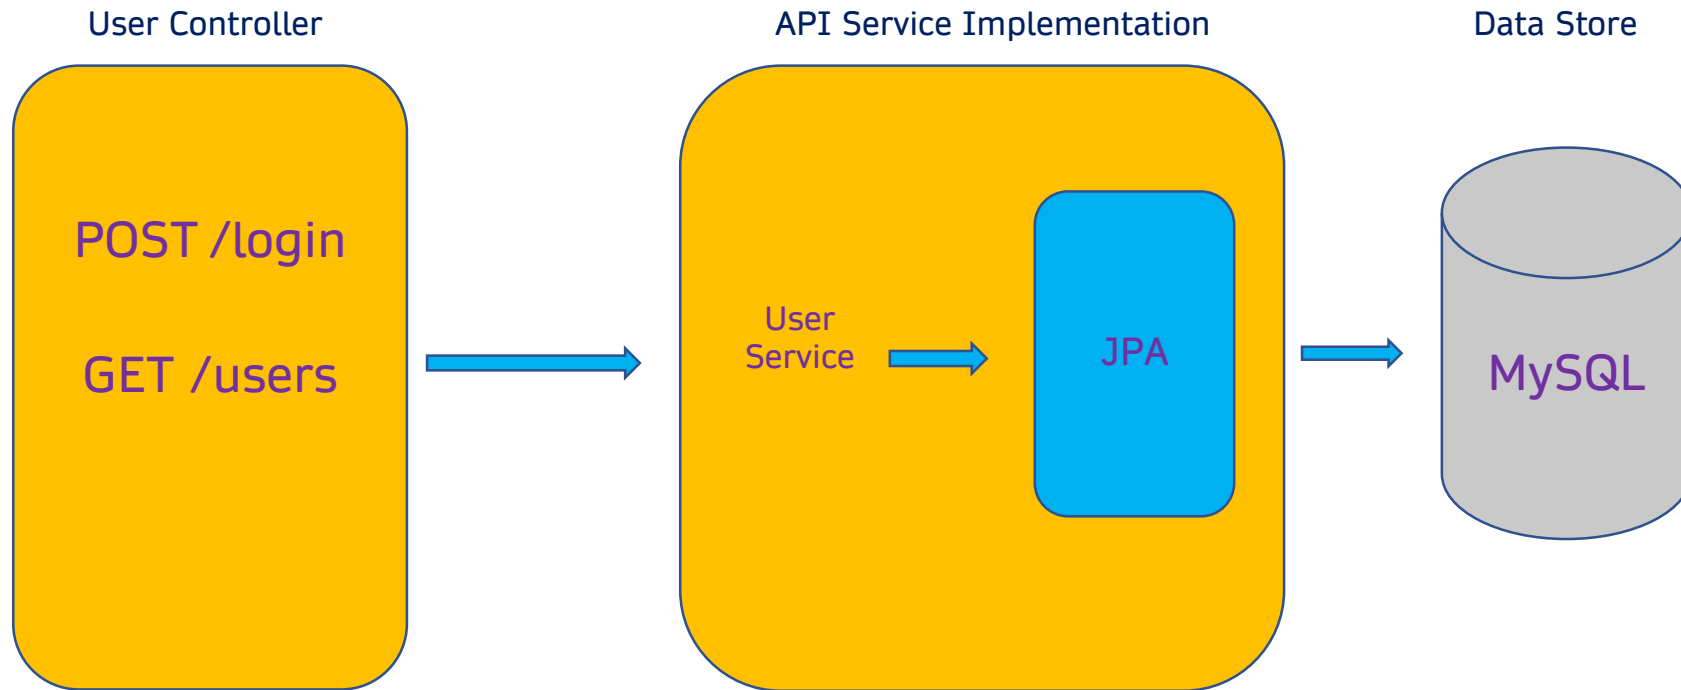 User Controller
API Service Implementation
Data Store
POST /login
GET /users
User
Service
JPA
MySQL